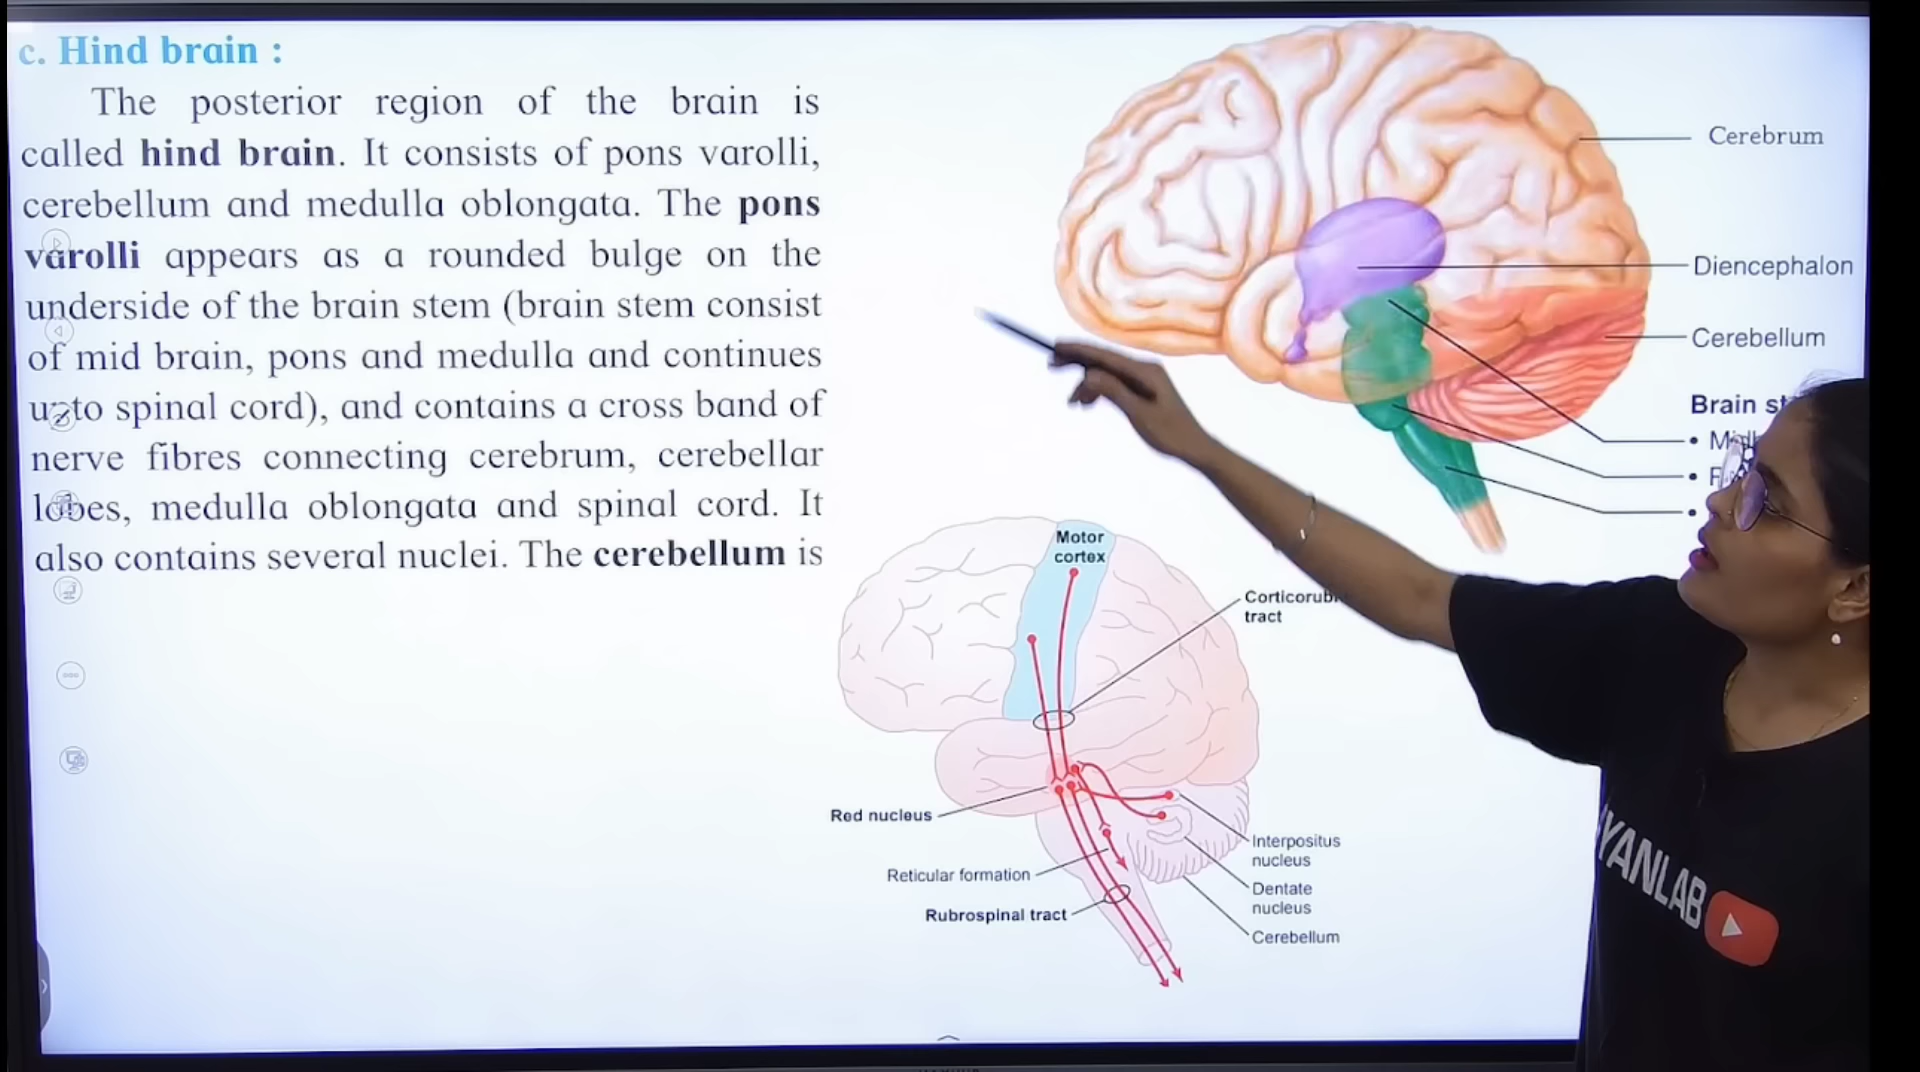 c. Hind brain :
The posterior region of the brain is
called hind brain. It consists of pons varolli,
cerebellum and medulla oblongata. The pons
varolli appears as a rounded bulge on the
underside of the brain stem (brain stem consist
of mid brain, pons and medulla and continues
upto spinal cord), and contains a cross band of
nerve fibres connecting cerebrum, cerebellar
lobes, medulla oblongata and spinal cord. It
also contains several nuclei. The cerebellum is
Cerebrum
Diencephalon
Cerebellum
Brain
Motor
cortex
tract
Red nucleus
Reticular formation
Rubrospinal tract
Interpositus
nucleus
Dentate
nucleus
Cerebellum
YANLAB